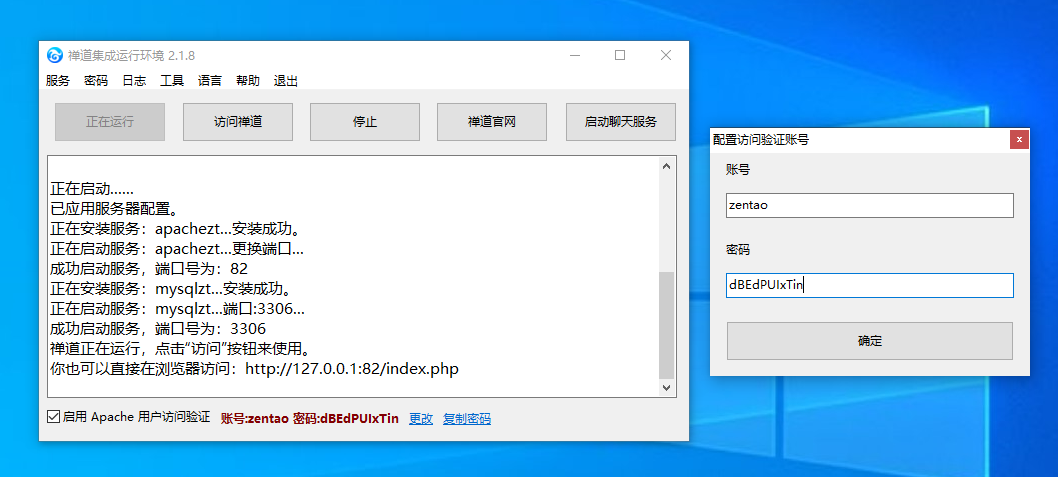 禅道集成运行环境 2.1.8
服务 密码 日志 工具 语言 帮助 退出
正在运行 访问禅道 停止 禅道官网 启动聊天服务
正在启动......
已应用服务器配置。
正在安装服务：apachezt...安装成功。
正在启动服务：apachezt...更换端口...
成功启动服务，端口号为：82
正在安装服务：mysqlzt...安装成功。
正在启动服务：mysqlzt...端口:3306...
成功启动服务，端口号为：3306
禅道正在运行，点击“访问”按钮来使用。
你也可以直接在浏览器访问：http://127.0.0.1:82/index.php
启用 Apache 用户访问验证 账号:zentao 密码:dBEdPUIxTin 更改 复制密码
配置访问验证账号
账号
zentao
密码
dBEdPUIxTin
确定